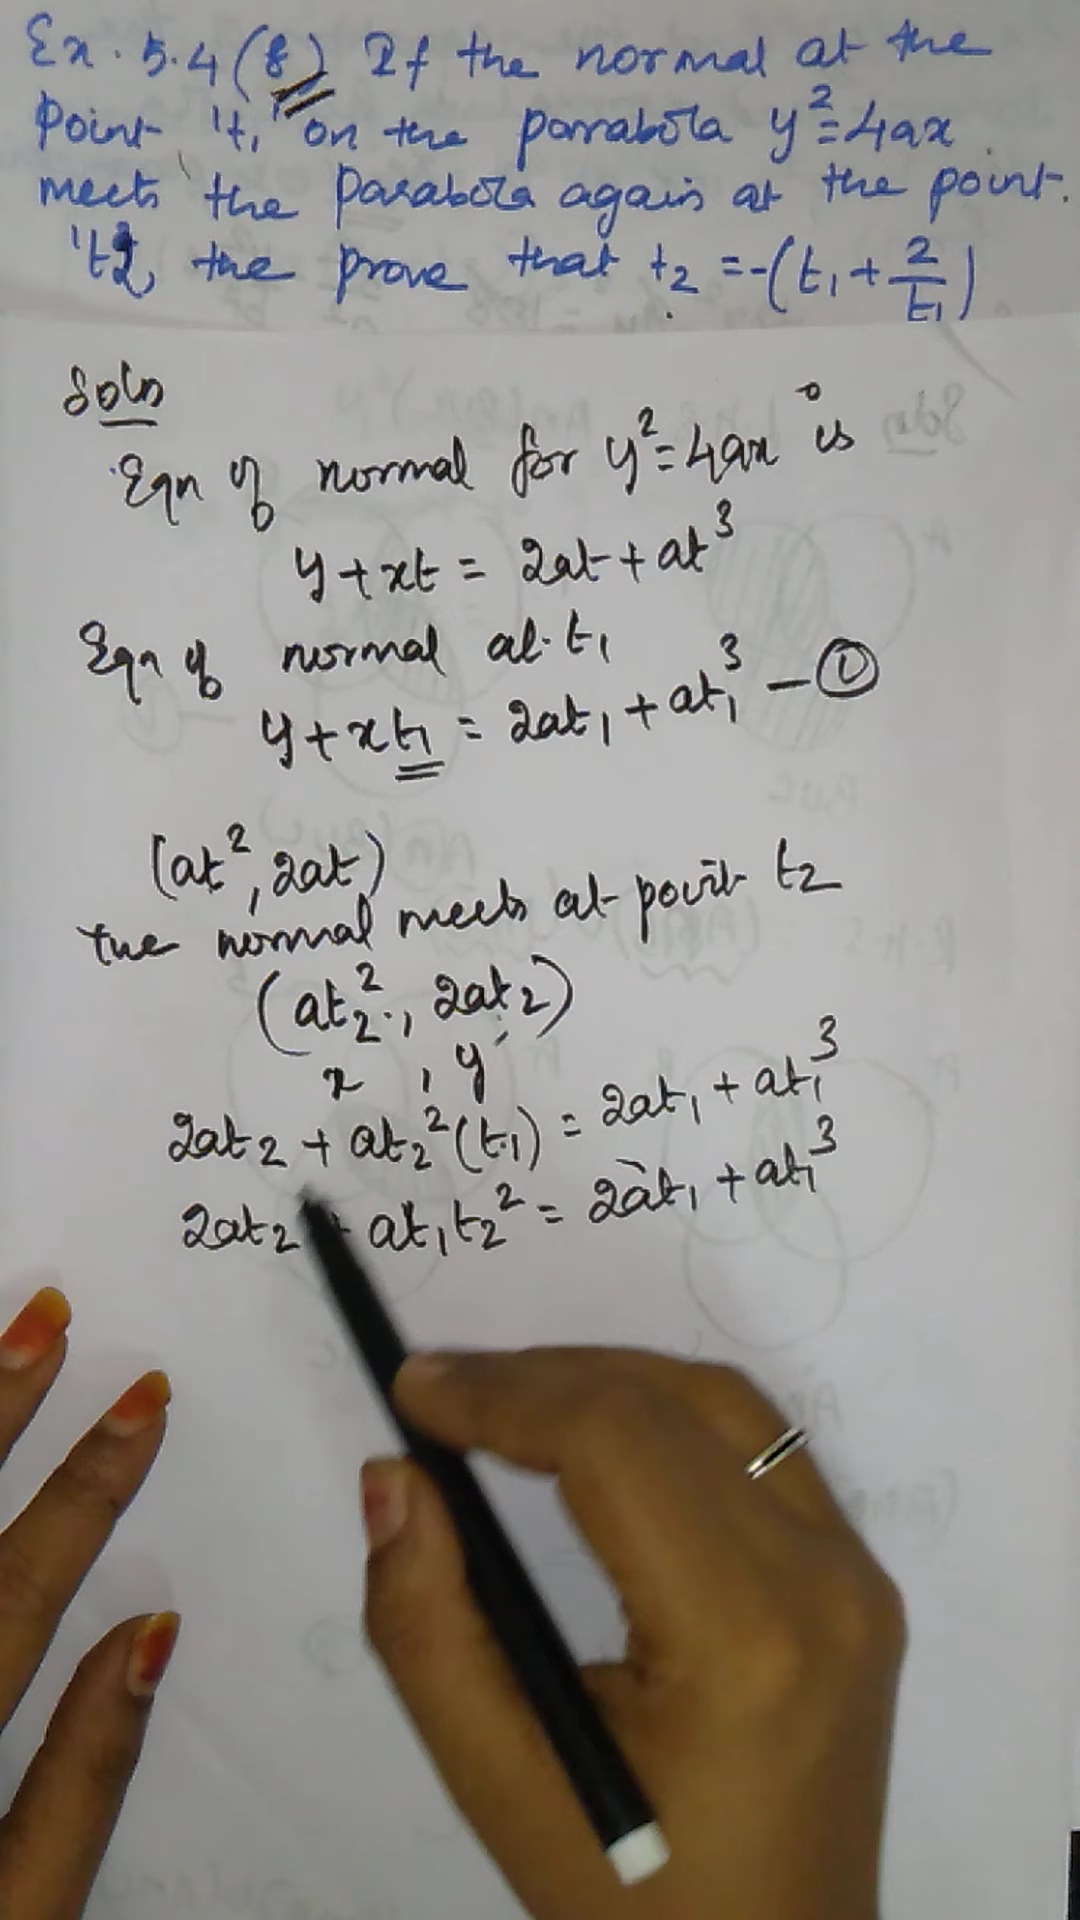 Ex. 5.4 (8) If the normal at the
point 't₁' on the parrabola y²=4ax
meets the parabola again at the point.
't2, the prove that t₂ =-(t₁+2/t₁)
Soln
Eqn of normal for y²=4ax is
y+xt = 2at+at³
Eqn of normal at t₁
y+xt₁ = 2at₁+at₁³ – ①
(at², 2at)
the normal meets at point t₂
(at₂², 2at₂)
x , y
2at₂ + at₂²(t₁) = 2at₁ + at₁³
2at₂ + at₁t₂² = 2at₁ + at₁³